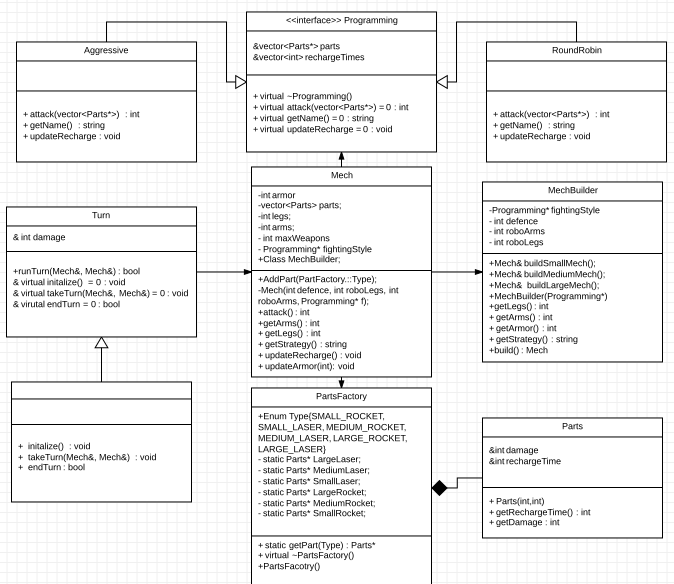 <<interface>> Programming
&vector<Parts*> parts
&vector<int> rechargeTimes
+ virtual ~Programming()
+ virtual attack(vector<Parts*>) = 0 : int
+ virtual getName() = 0 : string
+ virtual updateRecharge = 0 : void
Aggressive
+ attack(vector<Parts*>) : int
+ getName() : string
+ updateRecharge : void
RoundRobin
+ attack(vector<Parts*>) : int
+ getName() : string
+ updateRecharge : void
Mech
-int armor
-vector<Parts> parts;
-int legs;
-int arms;
- int maxWeapons
- Programming* fightingStyle
+Class MechBuilder;
+AddPart(PartFactory.::Type);
-Mech(int defence, int roboLegs, int
roboArms, Programming* f);
+attack() : int
+getArms() : int
+ getLegs() : int
+ getStrategy() : string
+ updateRecharge() : void
+ updateArmor(int): void
Turn
& int damage
+runTurn(Mech&, Mech&) : bool
& virtual initalize() = 0 : void
& virtual takeTurn(Mech&, Mech&) = 0 : void
& virutal endTurn = 0 : bool
MechBuilder
-Programming* fightingStyle
- int defence
- int roboArms
- int roboLegs
+Mech& buildSmallMech();
+Mech& buildMediumMech();
+Mech& buildLargeMech();
+MechBuilder(Programming*)
+getLegs() : int
+ getArms() : int
+ getArmor() : int
+ getStrategy() : string
+build() : Mech
+ initalize() : void
+ takeTurn(Mech&, Mech&) : void
+ endTurn : bool
PartsFactory
+Enum Type{SMALL_ROCKET,
SMALL_LASER, MEDIUM_ROCKET,
MEDIUM_LASER, LARGE_ROCKET,
LARGE_LASER}
- static Parts* LargeLaser;
- static Parts* MediumLaser;
- static Parts* SmallLaser;
- static Parts* LargeRocket;
- static Parts* MediumRocket;
- static Parts* SmallRocket;
+ static getPart(Type) : Parts*
+ virtual ~PartsFactory()
+PartsFacotry()
Parts
&int damage
&int rechargeTime
+ Parts(int,int)
+ getRechargeTime() : int
+ getDamage : int